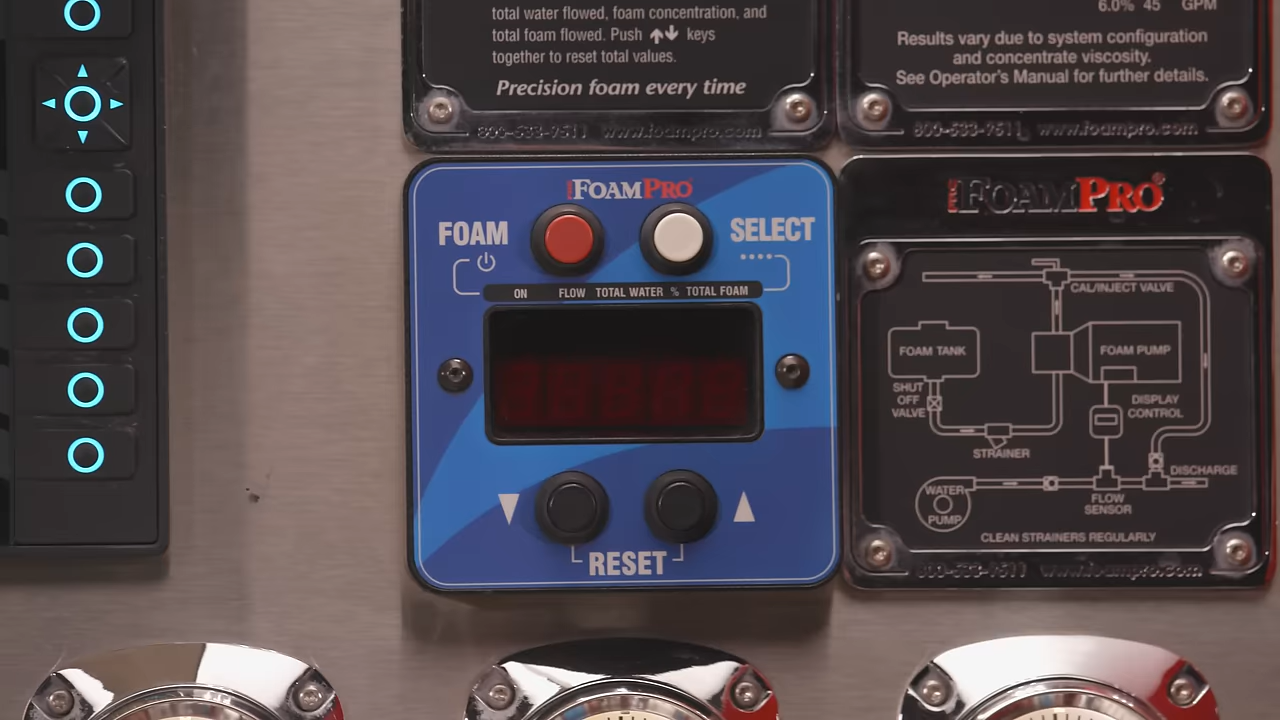 total water flowed, foam concentration, and
total foam flowed. Push ↑↓ keys
together to reset total values.
Precision foam every time
800-533-9511 www.foampro.com
6.0% 45 GPM
Results vary due to system configuration
and concentrate viscosity.
See Operator's Manual for further details.
800-533-9511 www.foampro.com
FOAMPRO
FOAM
SELECT
ON FLOW TOTAL WATER % TOTAL FOAM
RESET
FOAMPRO®
CAL/INJECT VALVE
FOAM TANK
FOAM PUMP
SHUT
OFF
VALVE
DISPLAY
CONTROL
STRAINER
DISCHARGE
WATER
PUMP
FLOW
SENSOR
CLEAN STRAINERS REGULARLY
800-533-9511 www.foampro.com